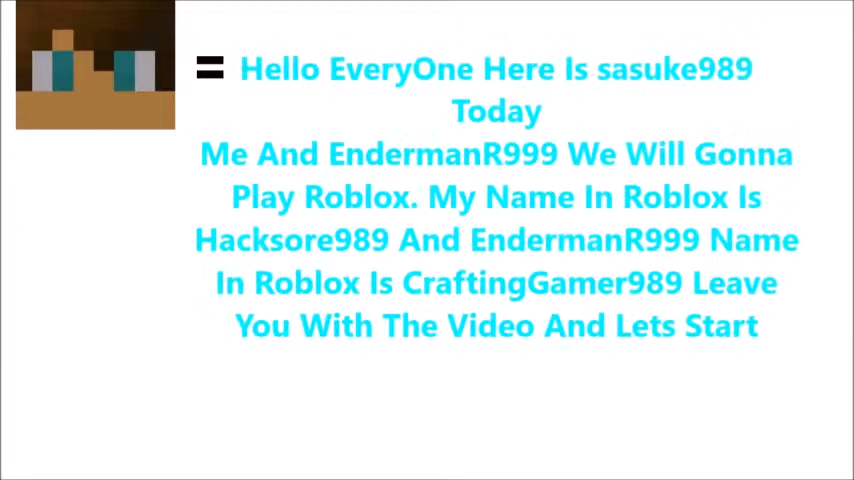 = Hello EveryOne Here Is sasuke989
Today
Me And EndermanR999 We Will Gonna
Play Roblox. My Name In Roblox Is
Hacksore989 And EndermanR999 Name
In Roblox Is CraftingGamer989 Leave
You With The Video And Lets Start